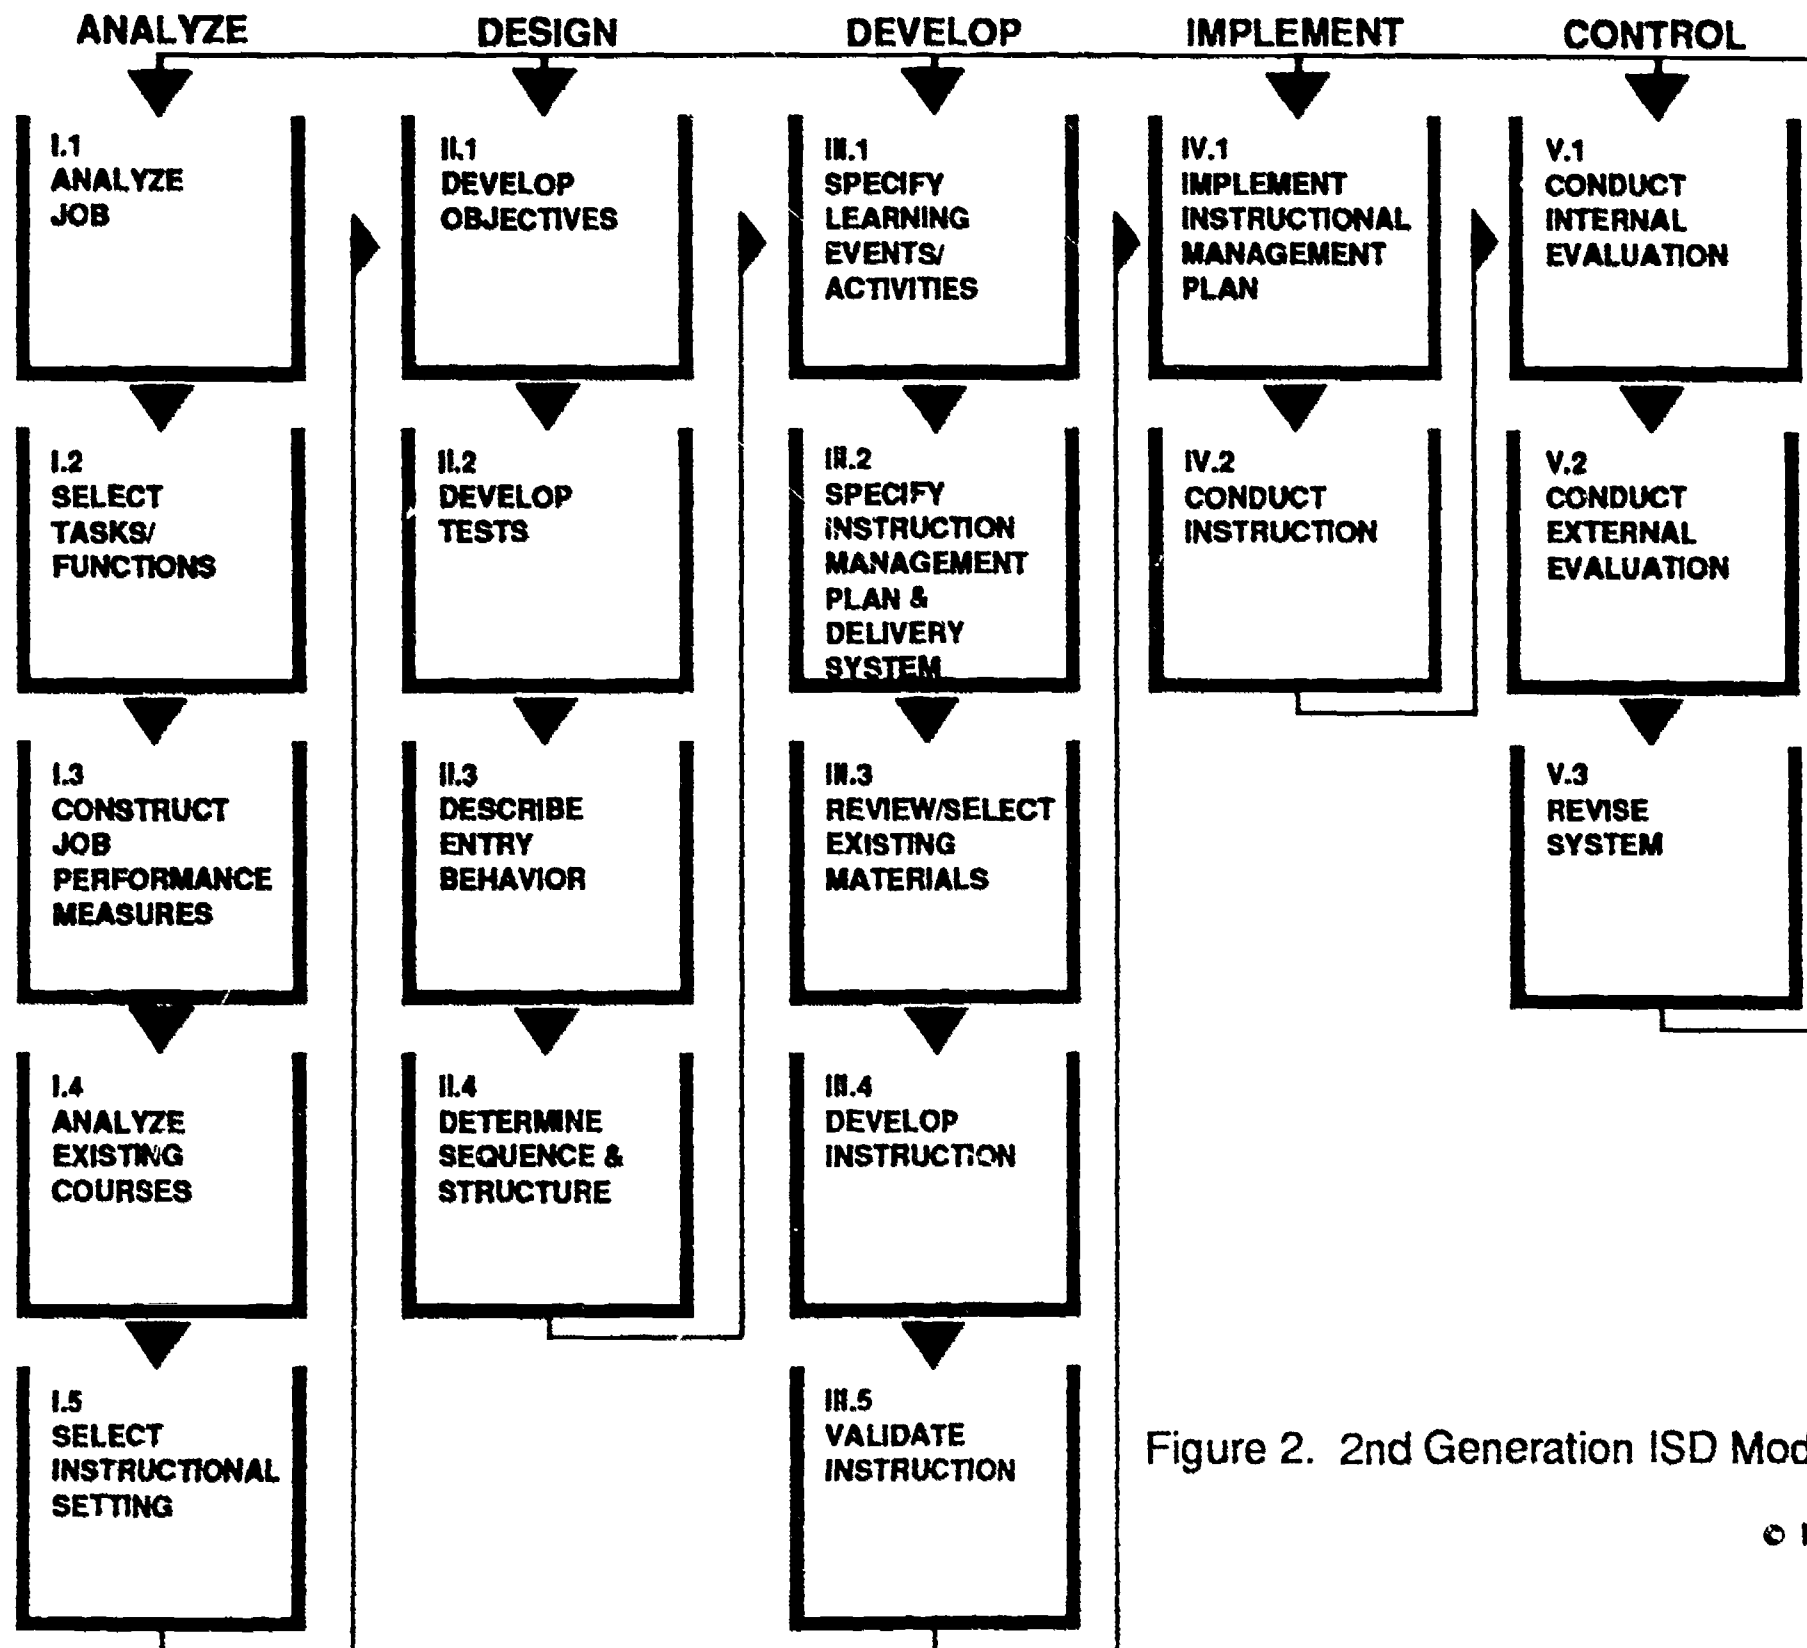 ANALYZE
DESIGN
DEVELOP
IMPLEMENT
CONTROL
I.1
ANALYZE
JOB
I.2
SELECT
TASKS/
FUNCTIONS
I.3
CONSTRUCT
JOB
PERFORMANCE
MEASURES
I.4
ANALYZE
EXISTING
COURSES
I.5
SELECT
INSTRUCTIONAL
SETTING
II.1
DEVELOP
OBJECTIVES
II.2
DEVELOP
TESTS
II.3
DESCRIBE
ENTRY
BEHAVIOR
II.4
DETERMINE
SEQUENCE &
STRUCTURE
III.1
SPECIFY
LEARNING
EVENTS/
ACTIVITIES
III.2
SPECIFY
INSTRUCTION
MANAGEMENT
PLAN &
DELIVERY
SYSTEM
III.3
REVIEW/SELECT
EXISTING
MATERIALS
III.4
DEVELOP
INSTRUCTION
III.5
VALIDATE
INSTRUCTION
IV.1
IMPLEMENT
INSTRUCTIONAL
MANAGEMENT
PLAN
IV.2
CONDUCT
INSTRUCTION
V.1
CONDUCT
INTERNAL
EVALUATION
V.2
CONDUCT
EXTERNAL
EVALUATION
V.3
REVISE
SYSTEM
Figure 2. 2nd Generation ISD Mod
©